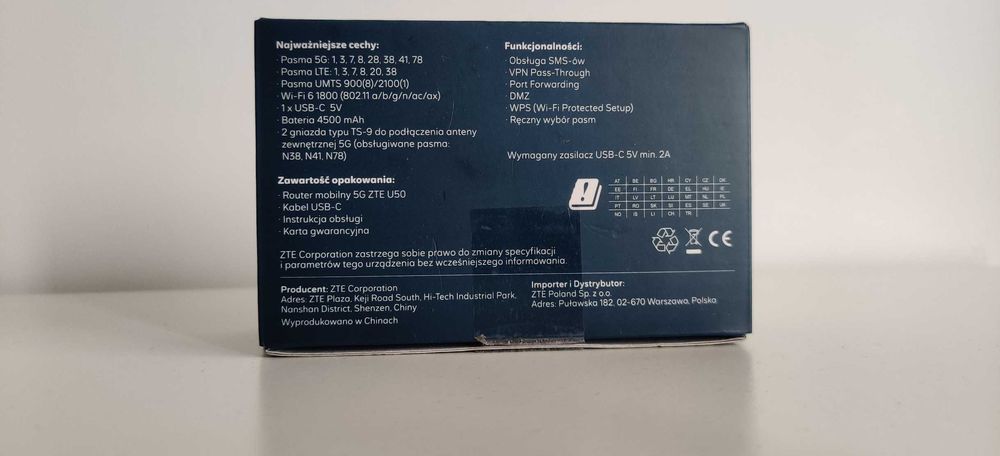 Najważniejsze cechy:
· Pasma 5G: 1, 3, 7, 8, 28, 38, 41, 78
· Pasma LTE: 1, 3, 7, 8, 20, 38
· Pasma UMTS 900(8)/2100(1)
· Wi-Fi 6 1800 (802.11 a/b/g/n/ac/ax)
· 1 x USB-C 5V
· Bateria 4500 mAh
· 2 gniazda typu TS-9 do podłączenia anteny
zewnętrznej 5G (obsługiwane pasma:
N38, N41, N78)
Zawartość opakowania:
· Router mobilny 5G ZTE U50
· Kabel USB-C
· Instrukcja obsługi
· Karta gwarancyjna
Funkcjonalności:
· Obsługa SMS-ów
· VPN Pass-Through
· Port Forwarding
· DMZ
· WPS (Wi-Fi Protected Setup)
· Ręczny wybór pasm
Wymagany zasilacz USB-C 5V min. 2A
AT BE BG HR CY CZ DK
EE FI FR DE EL HU IE
IT LV LT LU MT NL PL
PT RO SK SI ES SE UK
NO IS LI CH TR
CE
ZTE Corporation zastrzega sobie prawo do zmiany specyfikacji
i parametrów tego urządzenia bez wcześniejszego informowania.
Producent: ZTE Corporation
Adres: ZTE Plaza, Keji Road South, Hi-Tech Industrial Park,
Nanshan District, Shenzen, Chiny
Wyprodukowano w Chinach
Importer i Dystrybutor:
ZTE Poland Sp. z o.o.
Adres: Puławska 182, 02-670 Warszawa, Polska